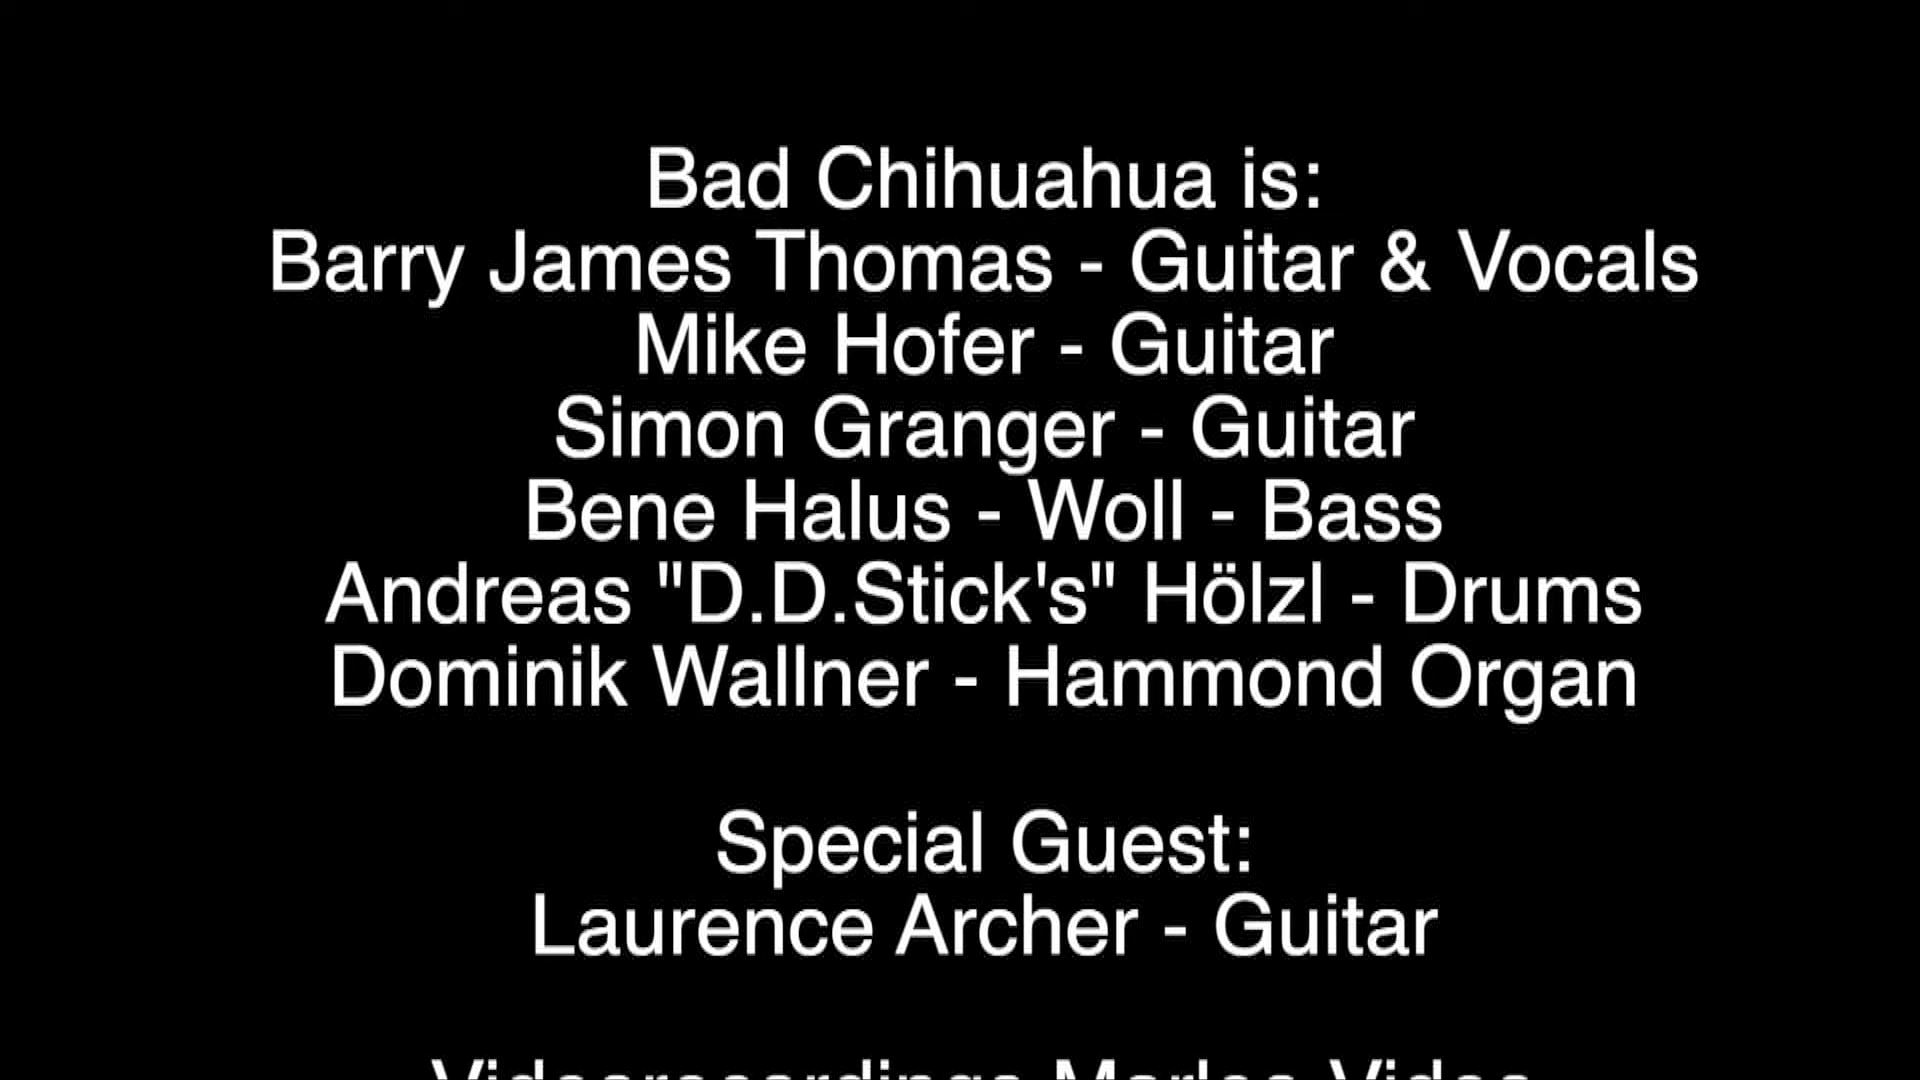 Bad Chihuahua is:
Barry James Thomas - Guitar & Vocals
Mike Hofer - Guitar
Simon Granger - Guitar
Bene Halus - Woll - Bass
Andreas "D.D.Stick's" Hölzl - Drums
Dominik Wallner - Hammond Organ
Special Guest:
Laurence Archer - Guitar